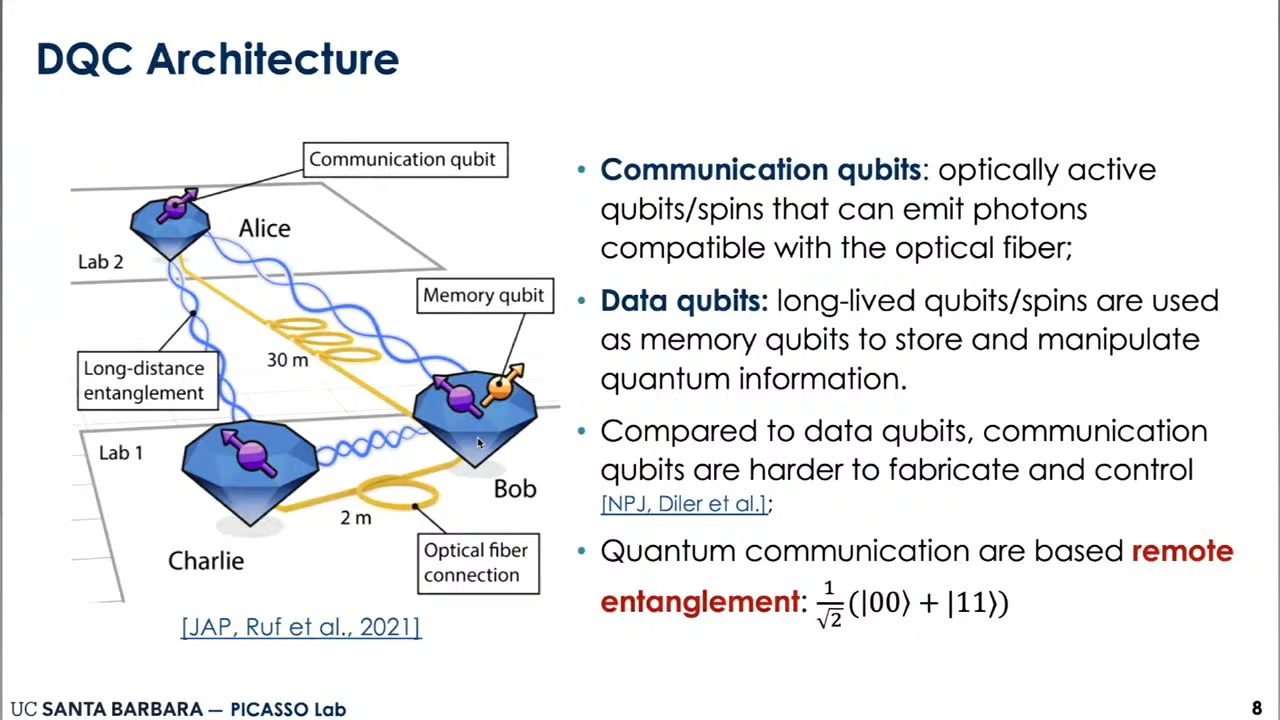 DQC Architecture
Communication qubit
Alice
Lab 2
Memory qubit
Long-distance
entanglement
30 m
Lab 1
Bob
2 m
Charlie
Optical fiber
connection
[JAP, Ruf et al., 2021]
• Communication qubits: optically active
qubits/spins that can emit photons
compatible with the optical fiber;
• Data qubits: long-lived qubits/spins are used
as memory qubits to store and manipulate
quantum information.
• Compared to data qubits, communication
qubits are harder to fabricate and control
[NPJ, Diler et al.];
• Quantum communication are based remote
entanglement: 1/√2 (|00⟩ + |11⟩)
UC SANTA BARBARA — PICASSO Lab
8